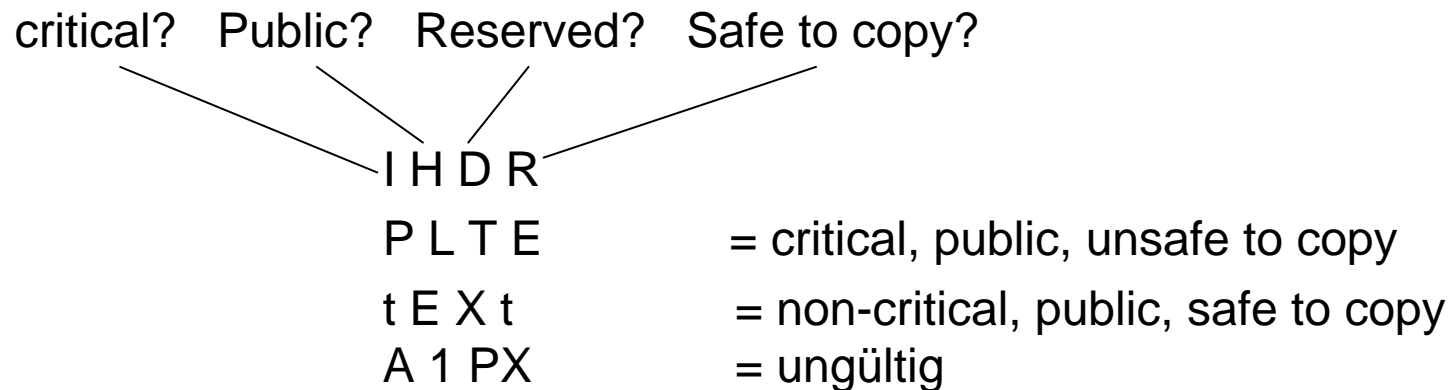 critical? Public? Reserved? Safe to copy?
I H D R
P L T E = critical, public, unsafe to copy
t E X t = non-critical, public, safe to copy
A 1 PX = ungültig